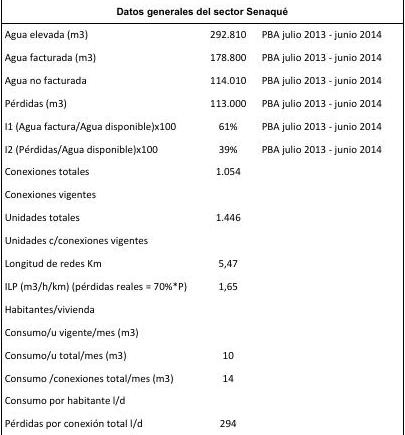 Datos generales del sector Senaqué
Agua elevada (m3) 292.810 PBA julio 2013 - junio 2014
Agua facturada (m3) 178.800 PBA julio 2013 - junio 2014
Agua no facturada 114.010 PBA julio 2013 - junio 2014
Pérdidas (m3) 113.000 PBA julio 2013 - junio 2014
I1 (Agua factura/Agua disponible)x100 61% PBA julio 2013 - junio 2014
I2 (Pérdidas/Agua disponible)x100 39% PBA julio 2013 - junio 2014
Conexiones totales 1.054
Conexiones vigentes
Unidades totales 1.446
Unidades c/conexiones vigentes
Longitud de redes Km 5,47
ILP (m3/h/km) (pérdidas reales = 70%*P) 1,65
Habitantes/vivienda
Consumo/u vigente/mes (m3)
Consumo/u total/mes (m3) 10
Consumo /conexiones total/mes (m3) 14
Consumo por habitante l/d
Pérdidas por conexión total l/d 294